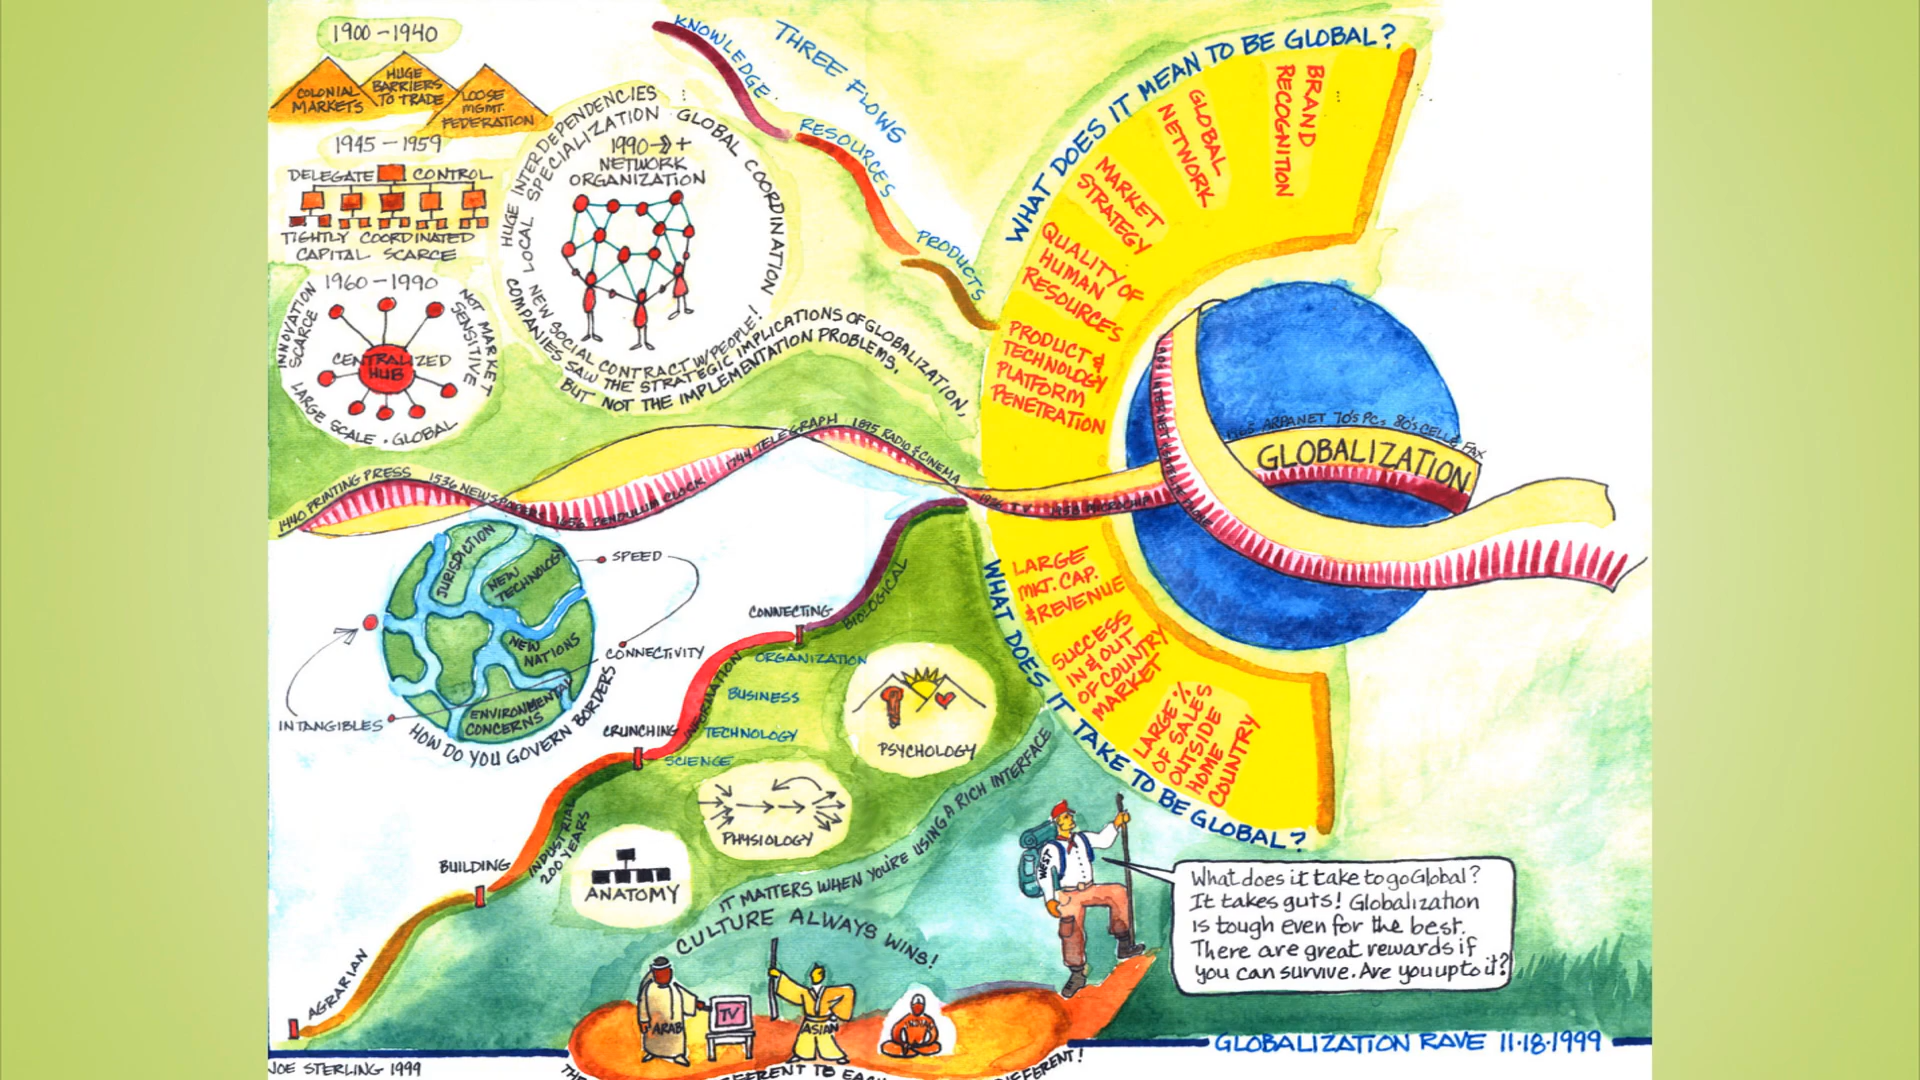 1900-1940
COLONIAL MARKETS
HUGE BARRIERS TO TRADE
LOOSE MGMT. FEDERATION
1945-1959
DELEGATE CONTROL
TIGHTLY COORDINATED
CAPITAL SCARCE
1960-1990
INNOVATION SCARCE
NOT MARKET SENSITIVE
CENTRALIZED
HUB
LARGE SCALE · GLOBAL
HUGE INTERDEPENDENCIES
LOCAL SPECIALIZATION · GLOBAL COORDINATION
1990→+
NETWORK
ORGANIZATION
NEW SOCIAL CONTRACT W/PEOPLE!
COMPANIES SAW THE STRATEGIC IMPLICATIONS OF GLOBALIZATION,
BUT NOT THE IMPLEMENTATION PROBLEMS.
THREE FLOWS
KNOWLEDGE
RESOURCES
PRODUCTS
WHAT DOES IT MEAN TO BE GLOBAL?
BRAND
RECOGNITION
GLOBAL
NETWORK
MARKET
STRATEGY
QUALITY OF
HUMAN
RESOURCES
PRODUCT &
TECHNOLOGY
PLATFORM
PENETRATION
1440 PRINTING PRESS
1536 NEWSPAPERS
1656 PENDULUM CLOCK
1744 TELEGRAPH
1895 RADIO & CINEMA
1926 T.V.
1958 MICROCHIP
1965 ARPANET 70's PCs 80's CELL & FAX
GLOBALIZATION
JURISDICTION
NEW
TECHNOLOGY
NEW
NATIONS
ENVIRONMENTAL
CONCERNS
HOW DO YOU GOVERN BORDERS
SPEED
CONNECTIVITY
INTANGIBLES
AGRARIAN
BUILDING
INDUSTRIAL
200 YEARS
CRUNCHING
INFORMATION
CONNECTING
BIOLOGICAL
ORGANIZATION
BUSINESS
TECHNOLOGY
SCIENCE
PSYCHOLOGY
PHYSIOLOGY
ANATOMY
IT MATTERS WHEN YOU'RE USING A RICH INTERFACE
CULTURE ALWAYS WINS!
WHAT DOES IT TAKE TO BE GLOBAL?
LARGE
MKT. CAP.
& REVENUE
SUCCESS
IN & OUT
OF COUNTRY
MARKET
LARGE %
OF SALES
OUTSIDE
HOME
COUNTRY
WEST
What does it take to go Global?
It takes guts! Globalization
is tough even for the best.
There are great rewards if
you can survive. Are you up to it?
ARAB
TV
ASIAN
INDIAN
TO
DIFFERENT!
GLOBALIZATION RAVE 11·18·1999
JOE STERLING 1999